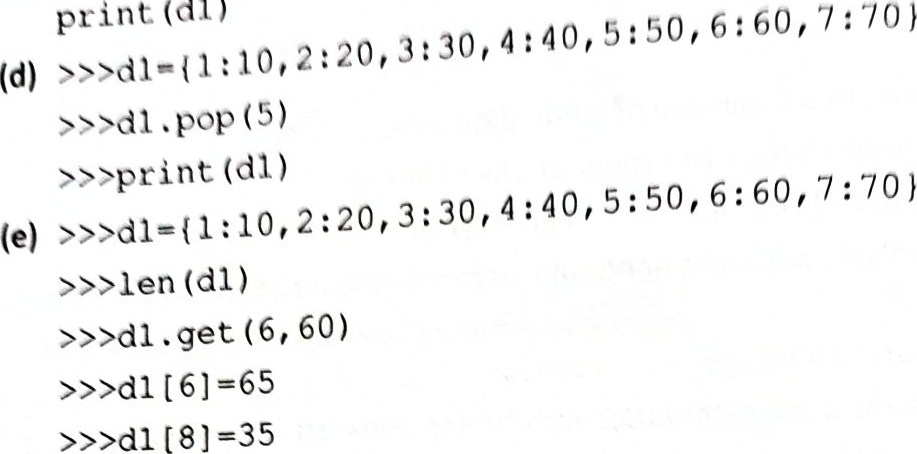 print(d1)
(d) >>>d1={1:10,2:20,3:30,4:40,5:50,6:60,7:70}
>>>d1.pop(5)
>>>print(d1)
(e) >>>d1={1:10,2:20,3:30,4:40,5:50,6:60,7:70}
>>>len(d1)
>>>d1.get(6,60)
>>>d1[6]=65
>>>d1[8]=35